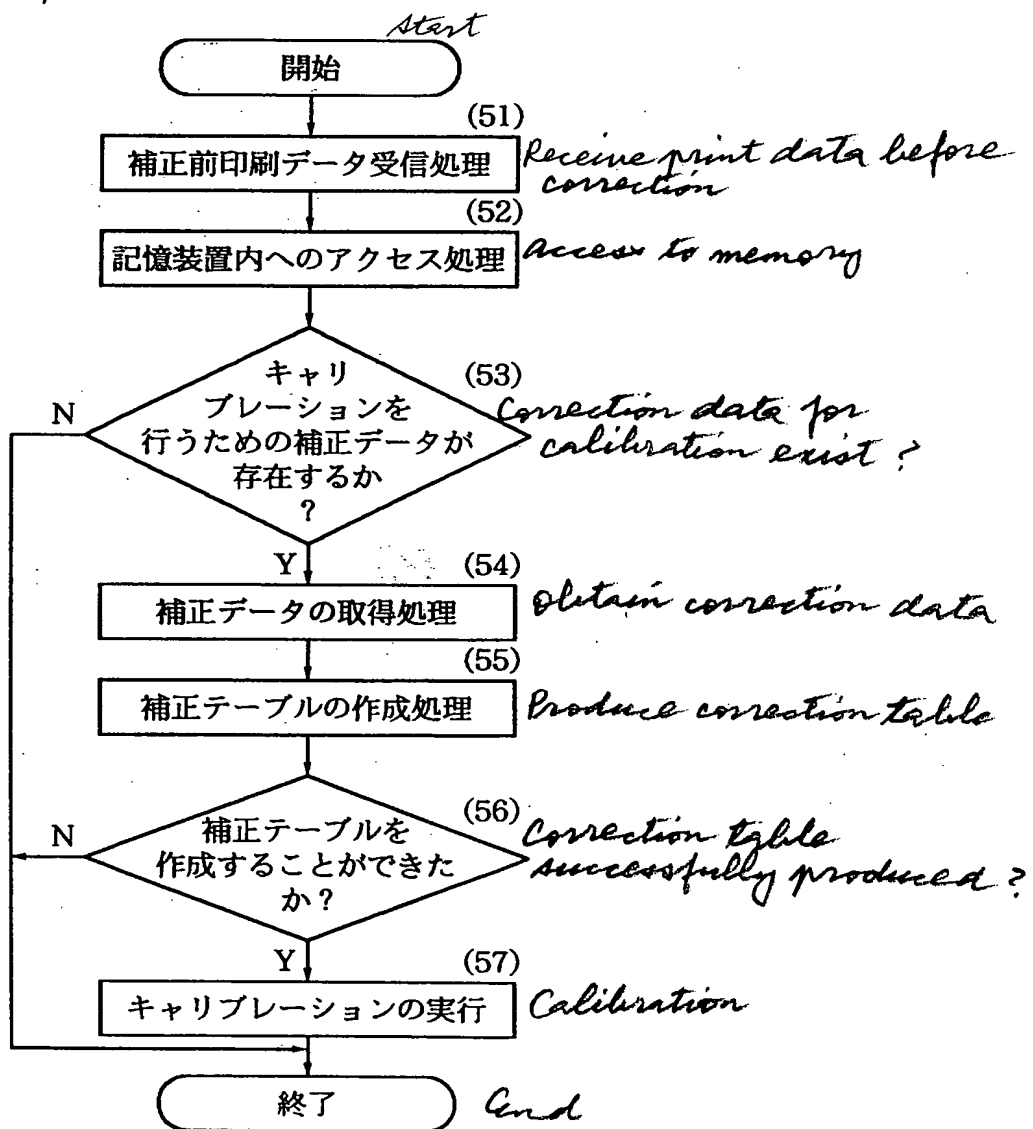 Start
開始
(51)
補正前印刷データ受信処理
Receive print data before
correction
(52)
記憶装置内へのアクセス処理
access to memory
キャリ
ブレーションを
行うための補正データが
存在するか
?
(53)
Correction data for
calibration exist ?
N
Y
(54)
補正データの取得処理
Obtain correction data
(55)
補正テーブルの作成処理
Produce correction table
(56)
補正テーブルを
作成することができた
か?
Correction table
successfully produced ?
N
Y
(57)
キャリブレーションの実行
Calibration
終了
End